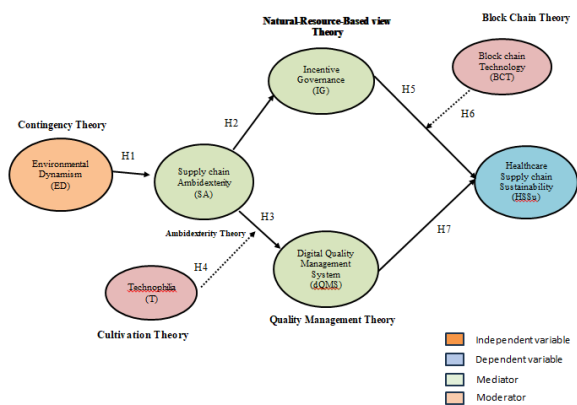 Natural-Resource-Based view
Theory
Block Chain Theory
Incentive
Governance
(IG)
Block chain
Technology
(BCT)
H5
H6
Contingency Theory
H2
H1
Environmental
Dynamism
(ED)
Supply chain
Ambidexterity
(SA)
Healthcare
Supply chain
Sustainability
(HSSu)
H3
Ambidexterity Theory
H7
H4
Digital Quality
Management
System
(dQMS)
Technophilia
(T)
Quality Management Theory
Cultivation Theory
Independent variable
Dependent variable
Mediator
Moderator